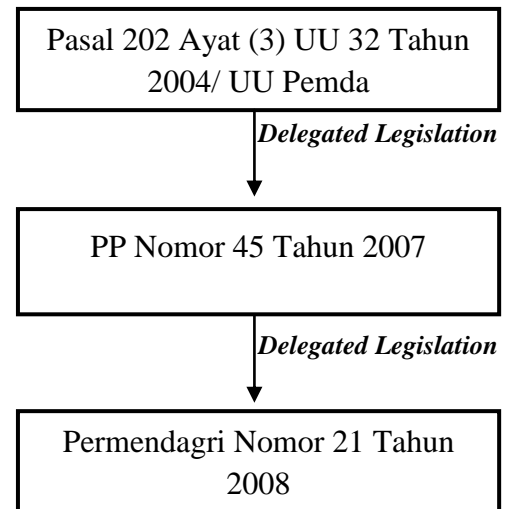 Pasal 202 Ayat (3) UU 32 Tahun
2004/ UU Pemda
Delegated Legislation
PP Nomor 45 Tahun 2007
Delegated Legislation
Permendagri Nomor 21 Tahun
2008